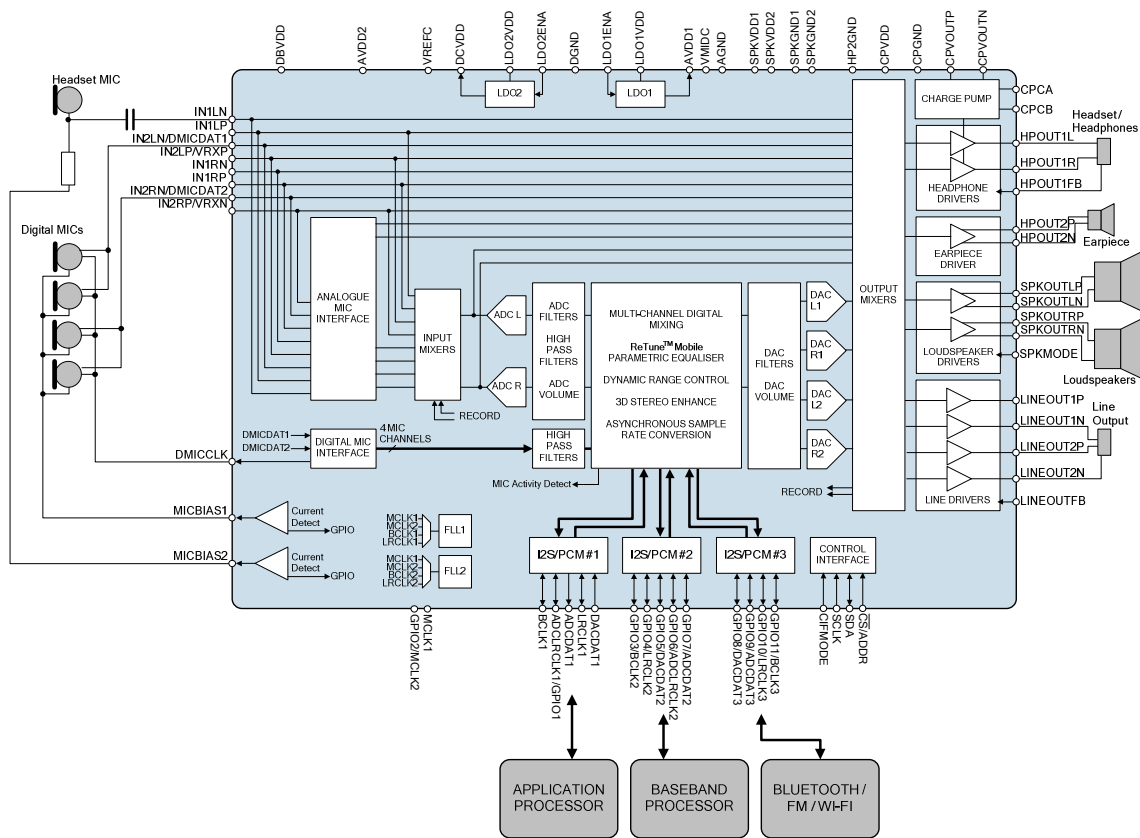 DBVDD
AVDD2
VREFC
DCVDD
LDO2VDD
LDO2ENA
DGND
LDO1ENA
LDO1VDD
AVDD1
VMIDC
AGND
SPKVDD1
SPKVDD2
SPKGND1
SPKGND2
HP2GND
CPVDD
CPGND
CPVOUTP
CPVOUTN
Headset MIC
LDO2
LDO1
CHARGE PUMP
CPCA
CPCB
IN1LN
IN1LP
IN2LN/DMICDAT1
IN2LP/VRXP
IN1RN
IN1RP
IN2RN/DMICDAT2
IN2RP/VRXN
Headset /
Headphones
HPOUT1L
HPOUT1R
HPOUT1FB
HEADPHONE
DRIVERS
Digital MICs
HPOUT2P
HPOUT2N
Earpiece
EARPIECE
DRIVER
ANALOGUE
MIC
INTERFACE
INPUT
MIXERS
ADC L
ADC R
RECORD
ADC
FILTERS
HIGH
PASS
FILTERS
ADC
VOLUME
MULTI-CHANNEL DIGITAL
MIXING
ReTune™ Mobile
PARAMETRIC EQUALISER
DYNAMIC RANGE CONTROL
3D STEREO ENHANCE
ASYNCHRONOUS SAMPLE
RATE CONVERSION
DAC
FILTERS
DAC
VOLUME
DAC
L1
DAC
R1
DAC
L2
DAC
R2
OUTPUT
MIXERS
SPKOUTLP
SPKOUTLN
SPKOUTRP
SPKOUTRN
SPKMODE
LOUDSPEAKER
DRIVERS
Loudspeakers
LINEOUT1P
LINEOUT1N
LINEOUT2P
LINEOUT2N
LINEOUTFB
LINE DRIVERS
Line
Output
DMICDAT1
DMICDAT2
DIGITAL MIC
INTERFACE
4 MIC
CHANNELS
HIGH
PASS
FILTERS
MIC Activity Detect
RECORD
DMICCLK
MICBIAS1
Current
Detect
GPIO
MICBIAS2
Current
Detect
GPIO
MCLK1
MCLK2
BCLK1
LRCLK1
FLL1
MCLK1
MCLK2
BCLK2
LRCLK2
FLL2
I2S/PCM #1
I2S/PCM #2
I2S/PCM #3
CONTROL
INTERFACE
GPIO2/MCLK2
MCLK1
BCLK1
ADCLRCLK1/GPIO1
ADCDAT1
LRCLK1
DACDAT1
GPIO3/BCLK2
GPIO4/LRCLK2
GPIO5/DACDAT2
GPIO6/ADCLRCLK2
GPIO7/ADCDAT2
GPIO8/DACDAT3
GPIO9/ADCDAT3
GPIO10/LRCLK3
GPIO11/BCLK3
CIFMODE
SCLK
SDA
CS/ADDR
APPLICATION
PROCESSOR
BASEBAND
PROCESSOR
BLUETOOTH /
FM / WI-FI